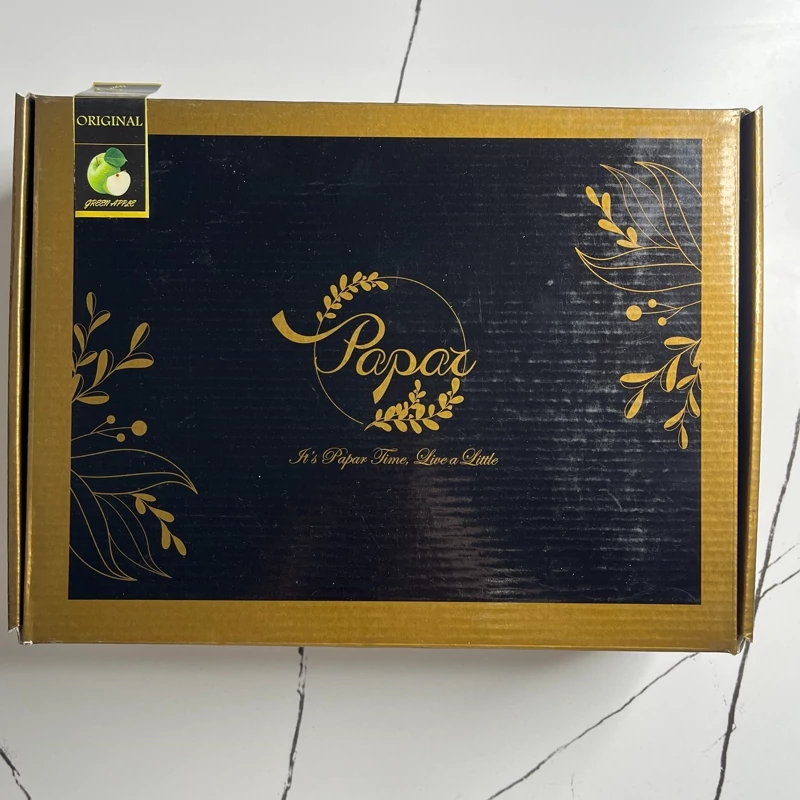 ORIGINAL
GREEN APPLE
Papar
It's Papar Time, Live a Little